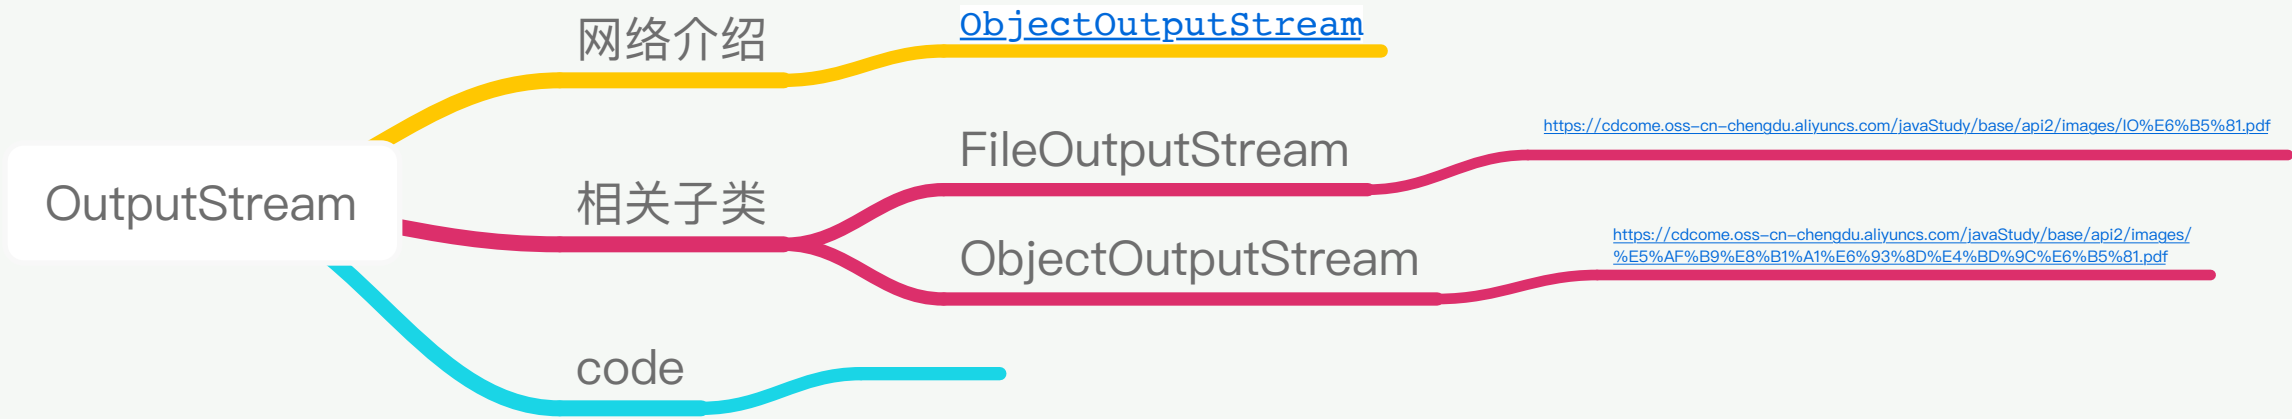 OutputStream
网络介绍
ObjectOutputStream
相关子类
FileOutputStream
https://cdcome.oss-cn-chengdu.aliyuncs.com/javaStudy/base/api2/images/IO%E6%B5%81.pdf
ObjectOutputStream
https://cdcome.oss-cn-chengdu.aliyuncs.com/javaStudy/base/api2/images/
%E5%AF%B9%E8%B1%A1%E6%93%8D%E4%BD%9C%E6%B5%81.pdf
code